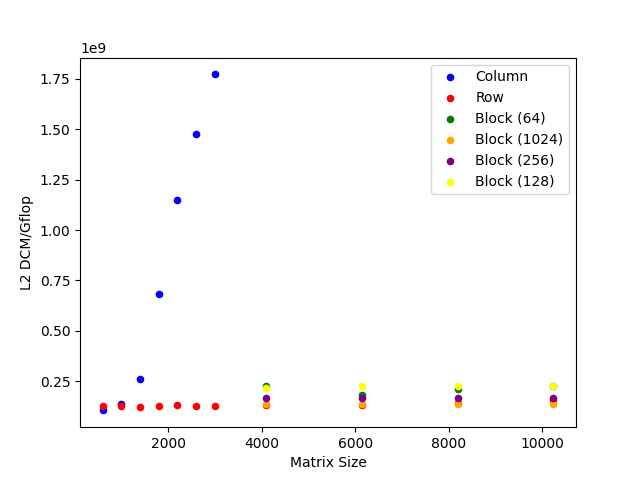 1e9
1.75
1.50
1.25
1.00
0.75
0.50
0.25
L2 DCM/Gflop
Column
Row
Block (64)
Block (1024)
Block (256)
Block (128)
2000 4000 6000 8000 10000
Matrix Size